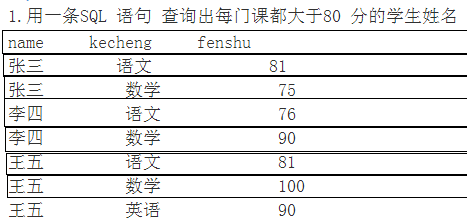 1.用一条SQL 语句 查询出每门课都大于80 分的学生姓名
name kecheng fenshu
张三 语文 81
张三 数学 75
李四 语文 76
李四 数学 90
王五 语文 81
王五 数学 100
王五 英语 90